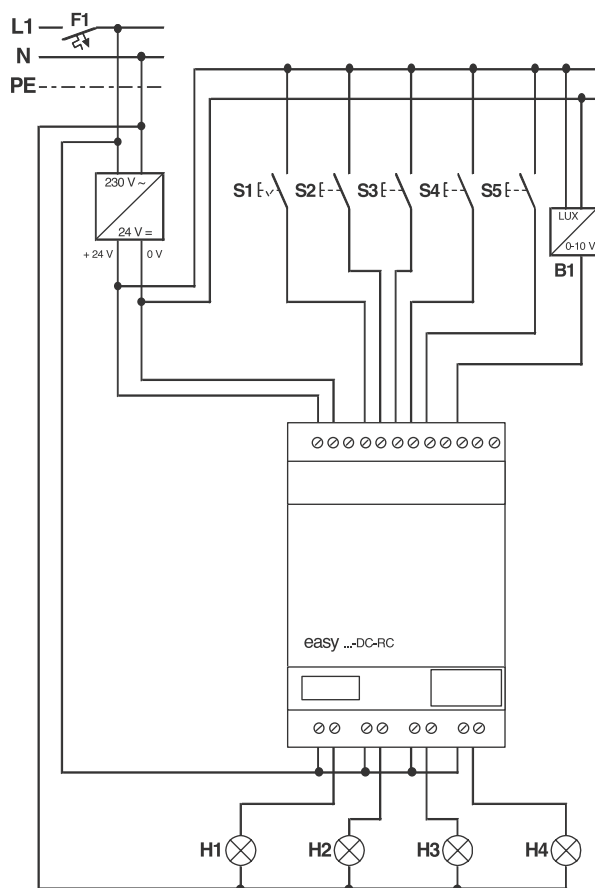 L1 F1
N
PE
230 V ~
24 V =
+ 24 V 0 V
S1 S2 S3 S4 S5
LUX
0-10 V
B1
easy ...-DC-RC
H1 H2 H3 H4